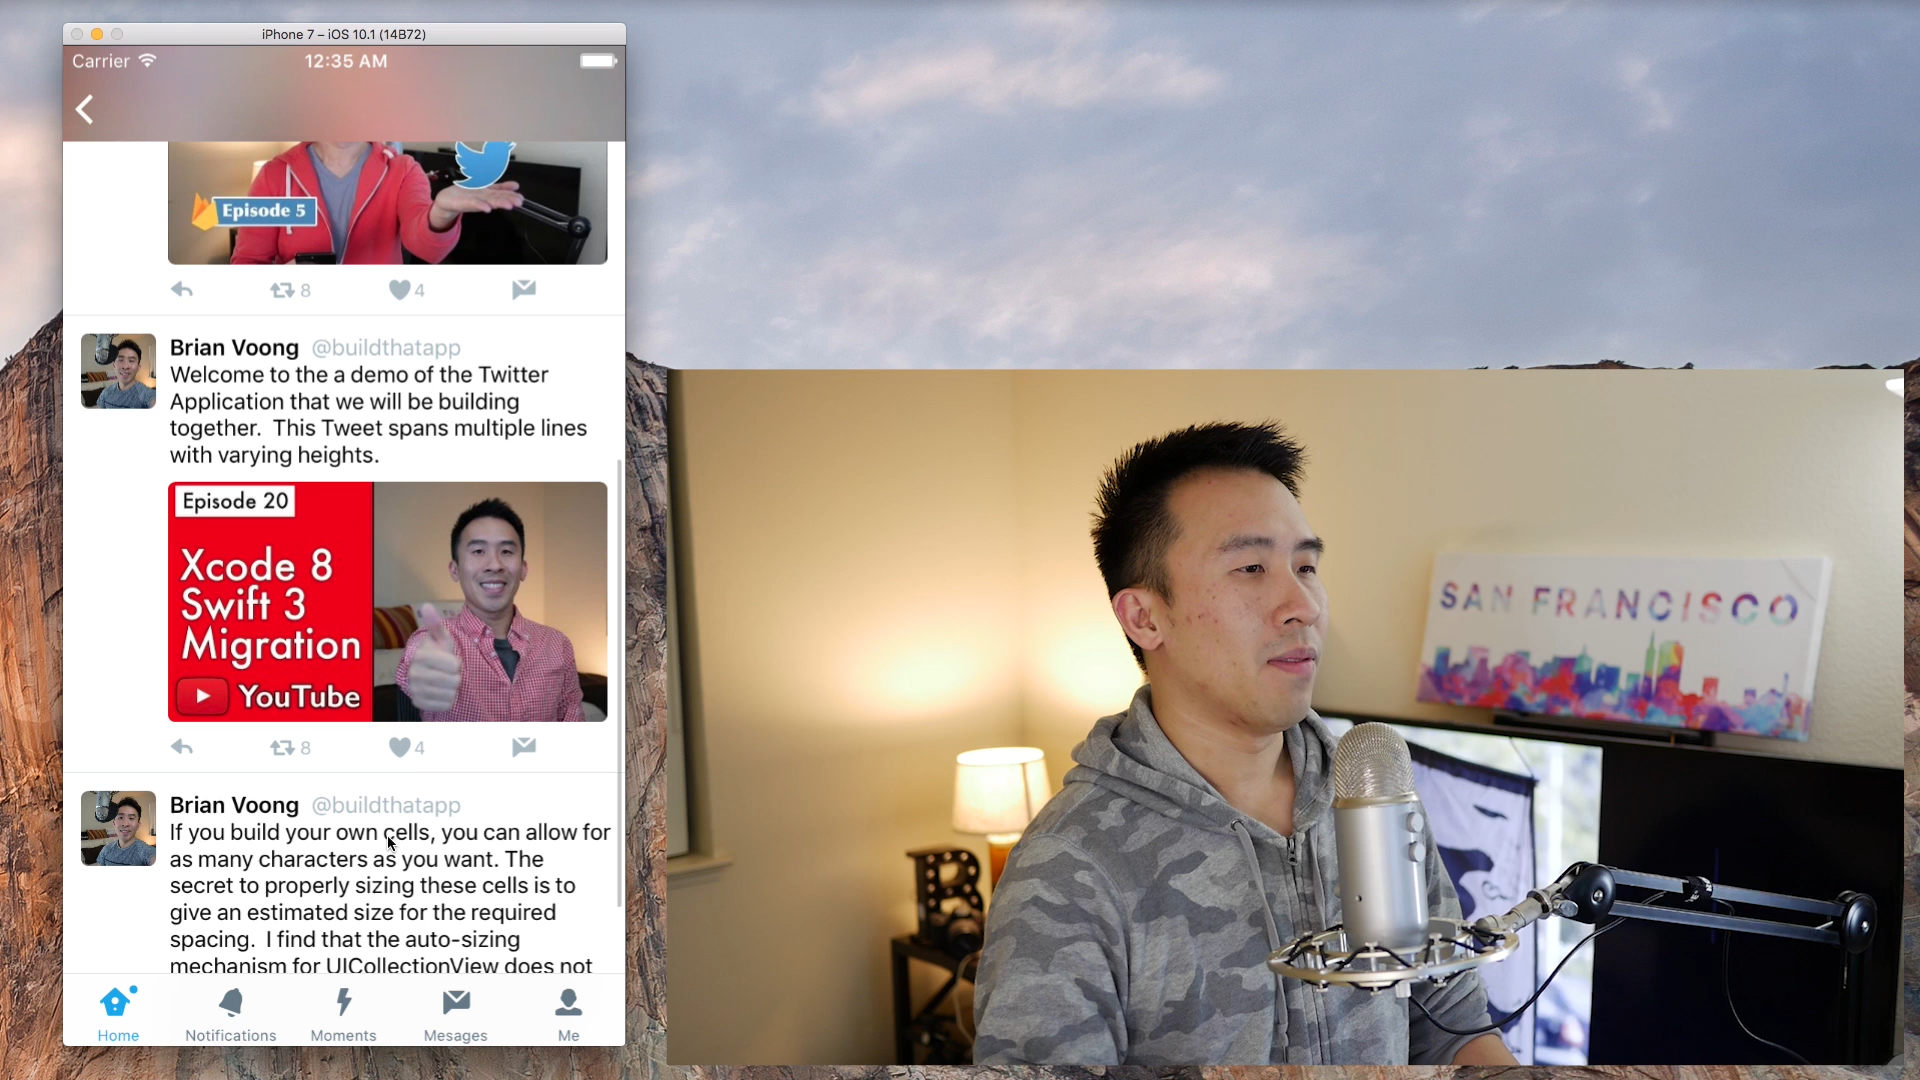 iPhone 7 – iOS 10.1 (14B72)
Carrier
12:35 AM
Episode 5
8
4
Brian Voong @buildthatapp
Welcome to the a demo of the Twitter
Application that we will be building
together. This Tweet spans multiple lines
with varying heights.
Episode 20
Xcode 8
Swift 3
Migration
YouTube
8
4
Brian Voong @buildthatapp
If you build your own cells, you can allow for
as many characters as you want. The
secret to properly sizing these cells is to
give an estimated size for the required
spacing. I find that the auto-sizing
mechanism for UICollectionView does not
Home
Notifications
Moments
Mesages
Me
SAN FRANCISCO
B